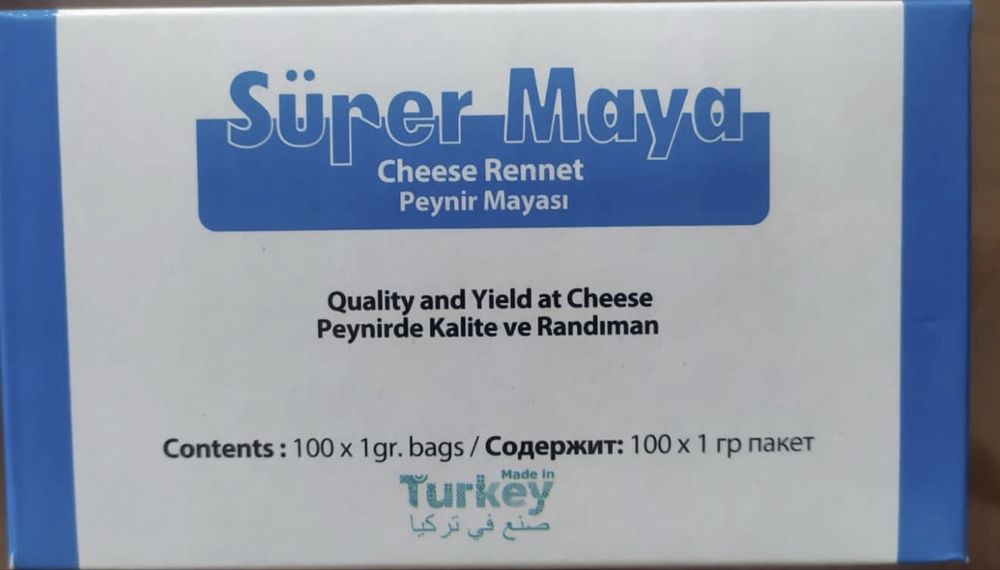 Süper Maya
Cheese Rennet
Peynir Mayası
Quality and Yield at Cheese
Peynirde Kalite ve Randıman
Contents : 100 x 1gr. bags / Содержит: 100 x 1 гр пакет
Made in
Turkey
صنع في تركيا